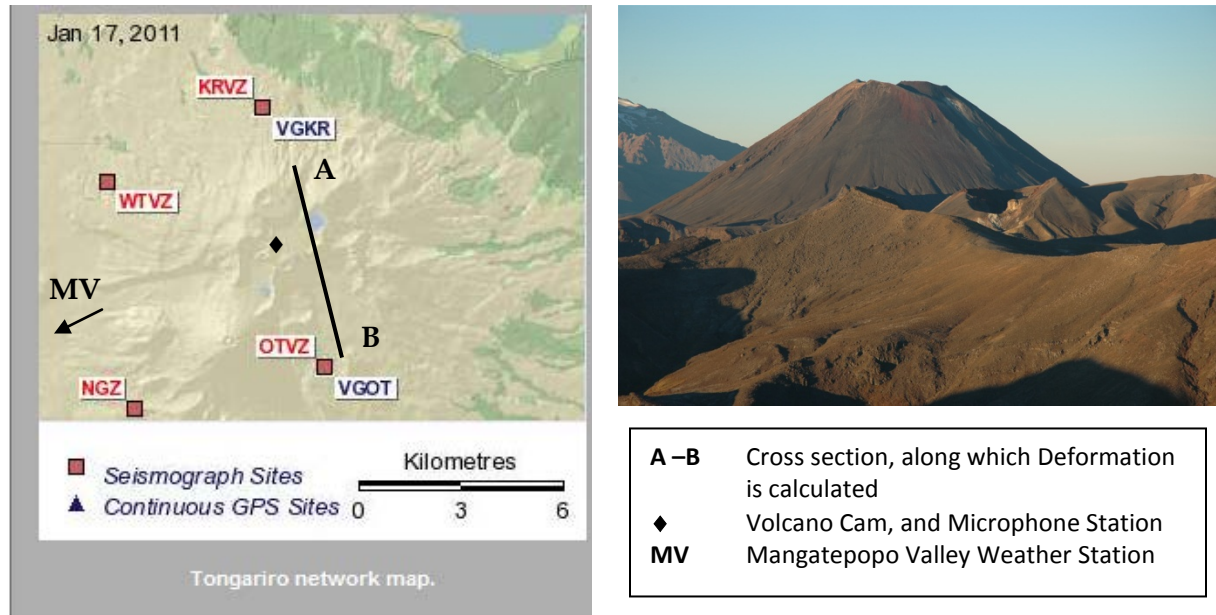 Jan 17, 2011
KRVZ
VGKR
A
WTVZ
MV
B
OTVZ
NGZ
VGOT
Kilometres
Seismograph Sites
Continuous GPS Sites
0 3 6
Tongariro network map.
A –B Cross section, along which Deformation
is calculated
♦ Volcano Cam, and Microphone Station
MV Mangatepopo Valley Weather Station